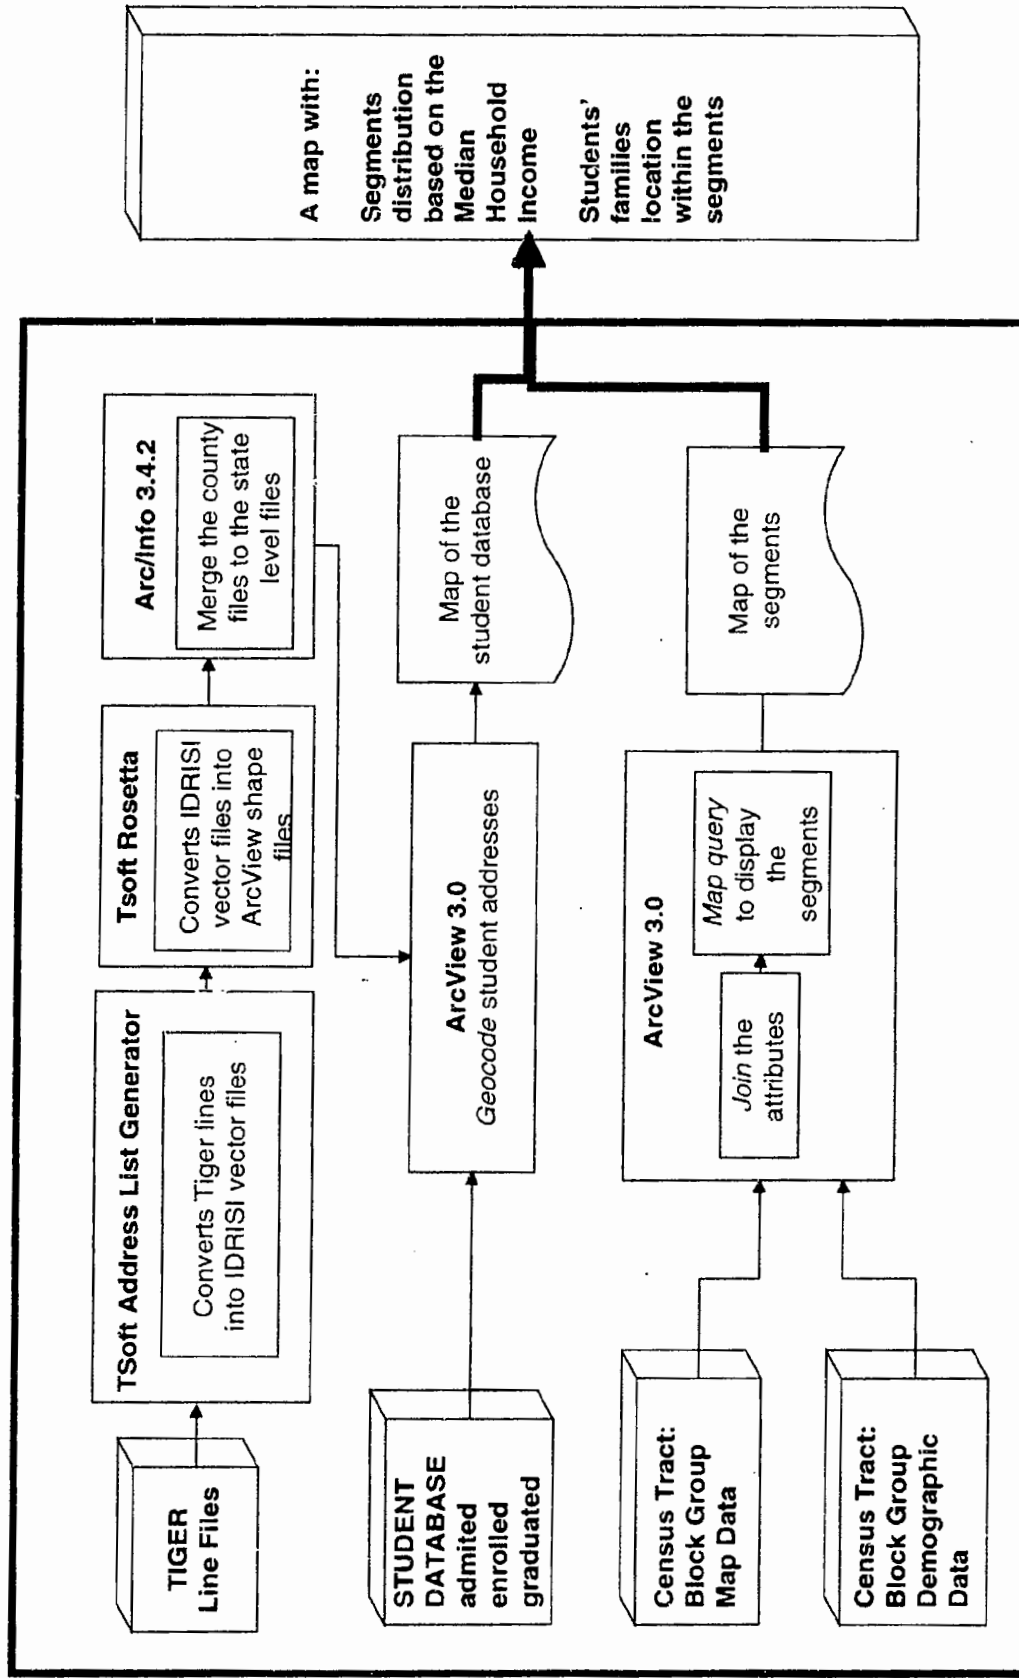 TIGER
Line Files
TSoft Address List Generator
Converts Tiger lines
into IDRISI vector files
Tsoft Rosetta
Converts IDRISI
vector files into
ArcView shape
files
Arc/Info 3.4.2
Merge the county
files to the state
level files
STUDENT
DATABASE
admited
enrolled
graduated
ArcView 3.0
Geocode student addresses
Map of the
student database
Census Tract:
Block Group
Map Data
Census Tract:
Block Group
Demographic
Data
ArcView 3.0
Join the
attributes
Map query
to display
the
segments
Map of the
segments
A map with:
Segments
distribution
based on the
Median
Household
Income
Students'
families
location
within the
segments